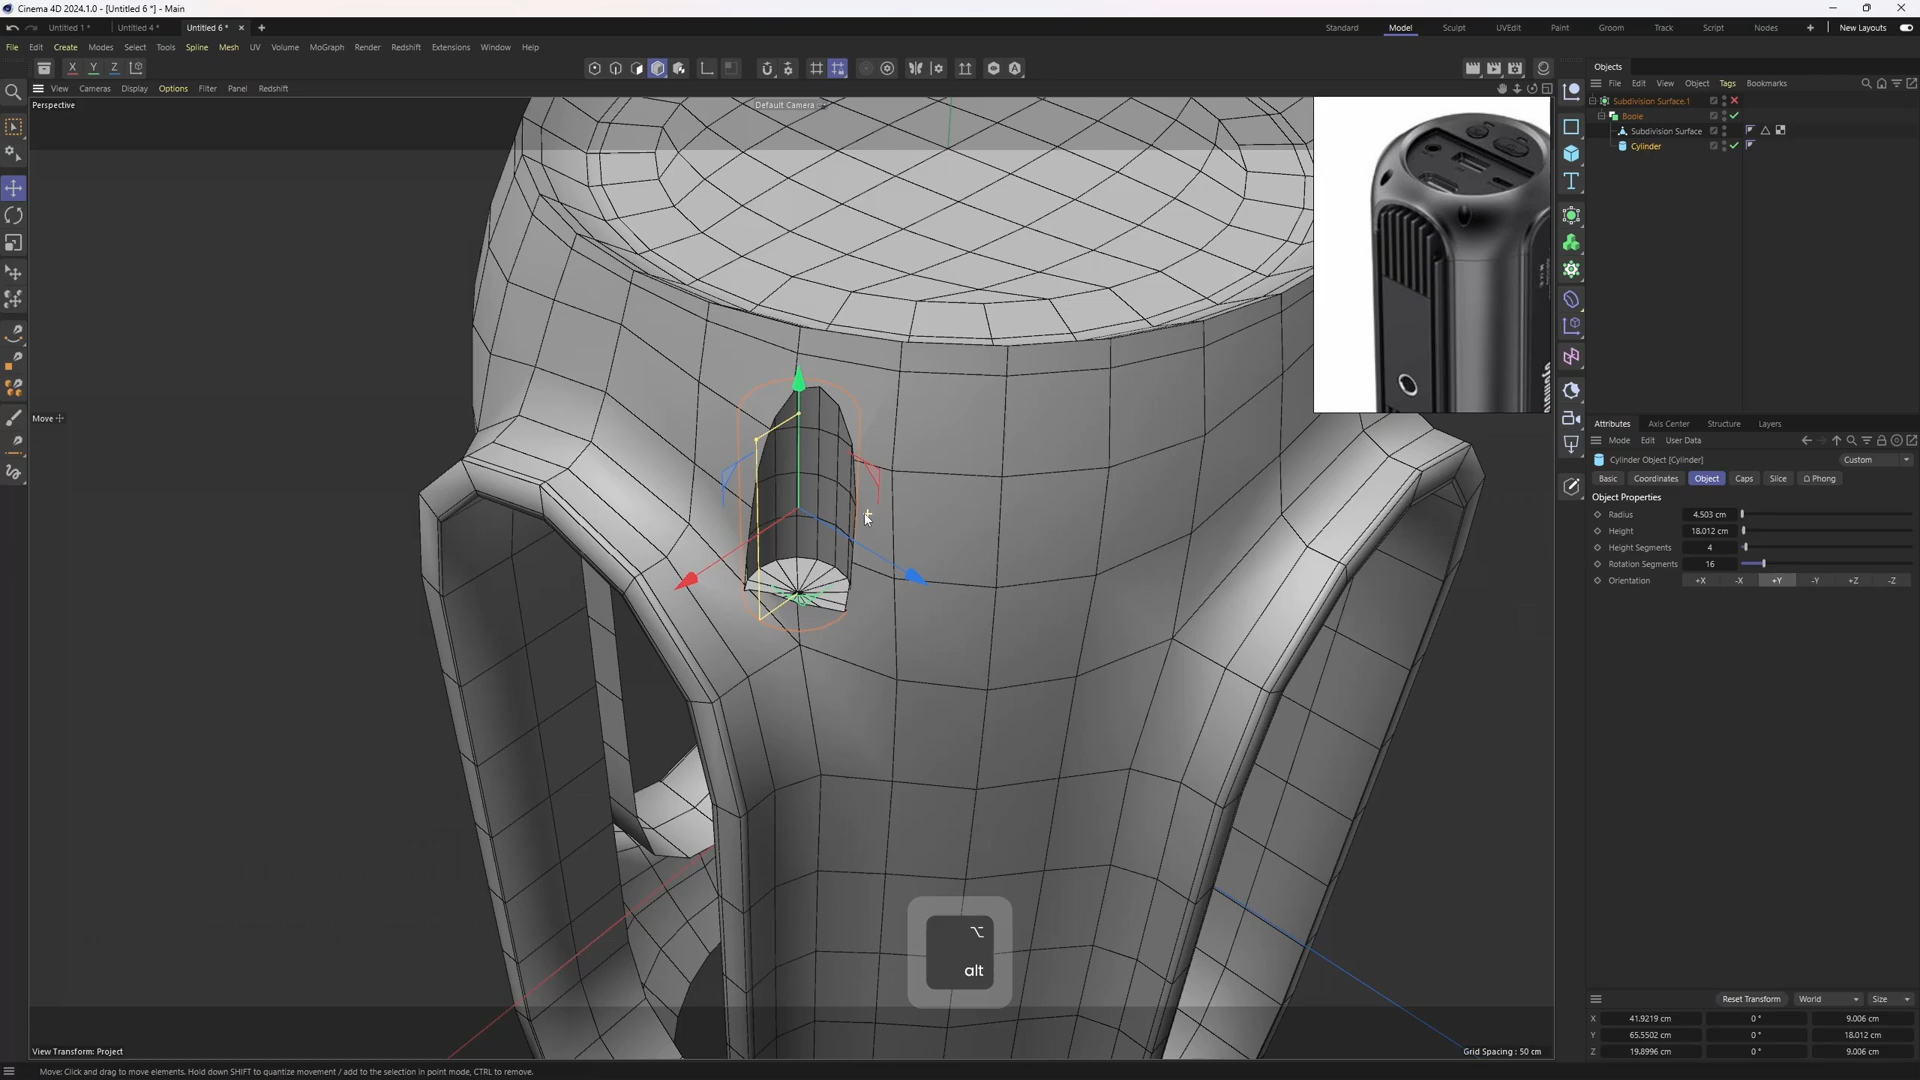 Cinema 4D 2024.1.0 - [Untitled 6 *] - Main
Untitled 1 * Untitled 4 * Untitled 6 *
Standard Model Sculpt UVEdit Paint Groom Track Script Nodes New Layouts
File Edit Create Modes Select Tools Spline Mesh UV Volume MoGraph Render Redshift Extensions Window Help
X Y Z
View Cameras Display Options Filter Panel Redshift
Perspective
Default Camera
Move
alt
View Transform: Project
Grid Spacing : 50 cm
Move: Click and drag to move elements. Hold down SHIFT to quantize movement / add to the selection in point mode, CTRL to remove.
Objects
File Edit View Object Tags Bookmarks
Subdivision Surface.1
Boole
Subdivision Surface
Cylinder
Attributes Axis Center Structure Layers
Mode Edit User Data
Cylinder Object [Cylinder] Custom
Basic Coordinates Object Caps Slice Phong
Object Properties
Radius 4.503 cm
Height 18.012 cm
Height Segments 4
Rotation Segments 16
Orientation +X -X +Y -Y +Z -Z
Reset Transform World Size
X 41.9219 cm 0 ° 9.006 cm
Y 65.5502 cm 0 ° 18.012 cm
Z 19.8996 cm 0 ° 9.006 cm